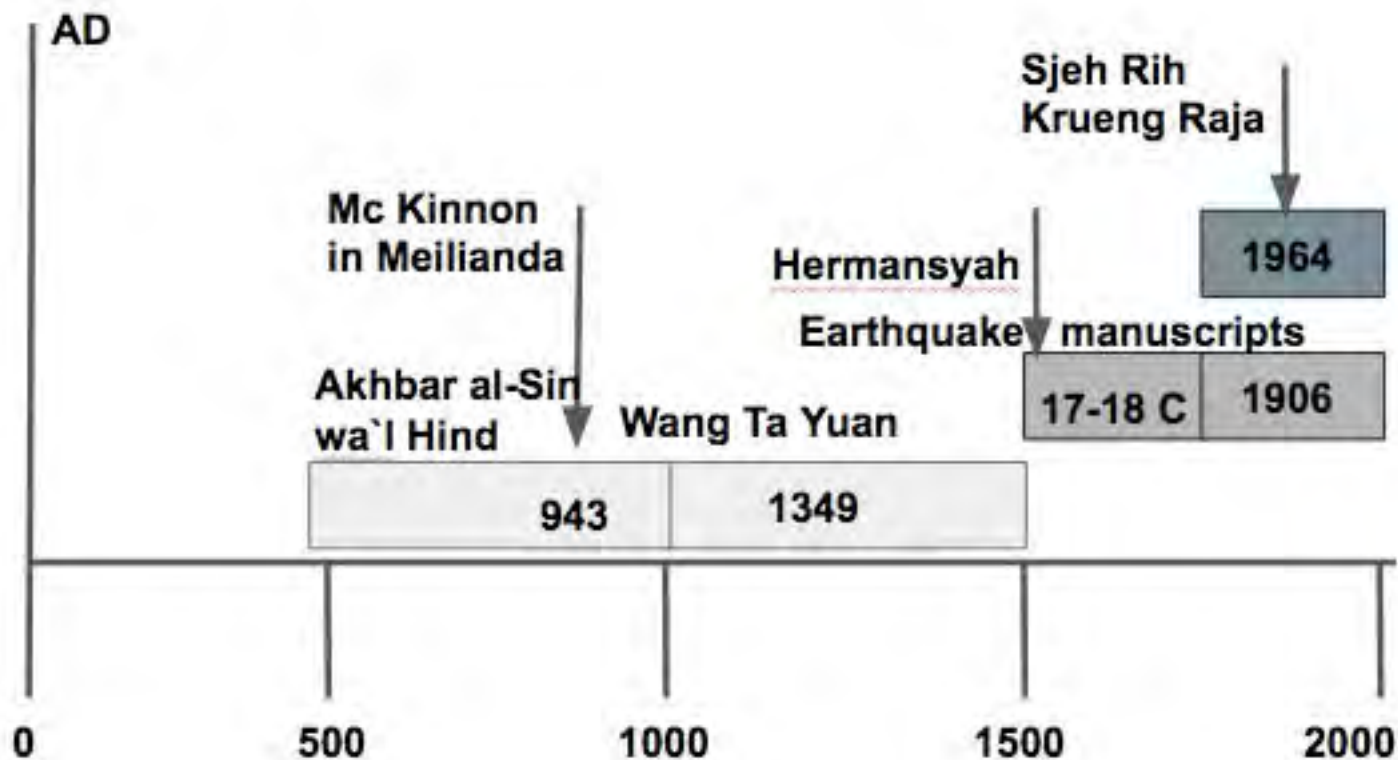 AD
Sjeh Rih
Krueng Raja
Mc Kinnon
in Meilianda
Hermansyah
1964
Earthquake manuscripts
Akhbar al-Sin
wa`l Hind
Wang Ta Yuan
17-18 C
1906
943
1349
0
500
1000
1500
2000